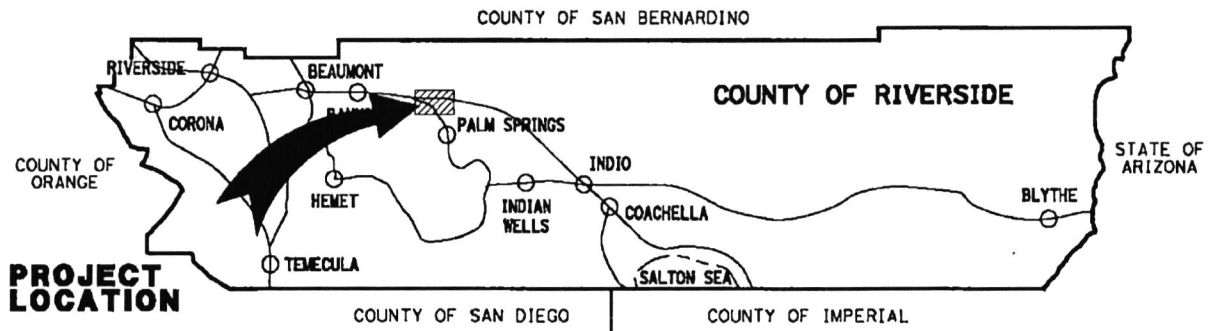 COUNTY OF SAN BERNARDINO
RIVERSIDE
BEAUMONT
COUNTY OF RIVERSIDE
CORONA
PALM SPRINGS
COUNTY OF
ORANGE
STATE OF
ARIZONA
INDIO
HEMET
INDIAN
WELLS
COACHELLA
BLYTHE
TEMECULA
SALTON SEA
PROJECT
LOCATION
COUNTY OF SAN DIEGO
COUNTY OF IMPERIAL